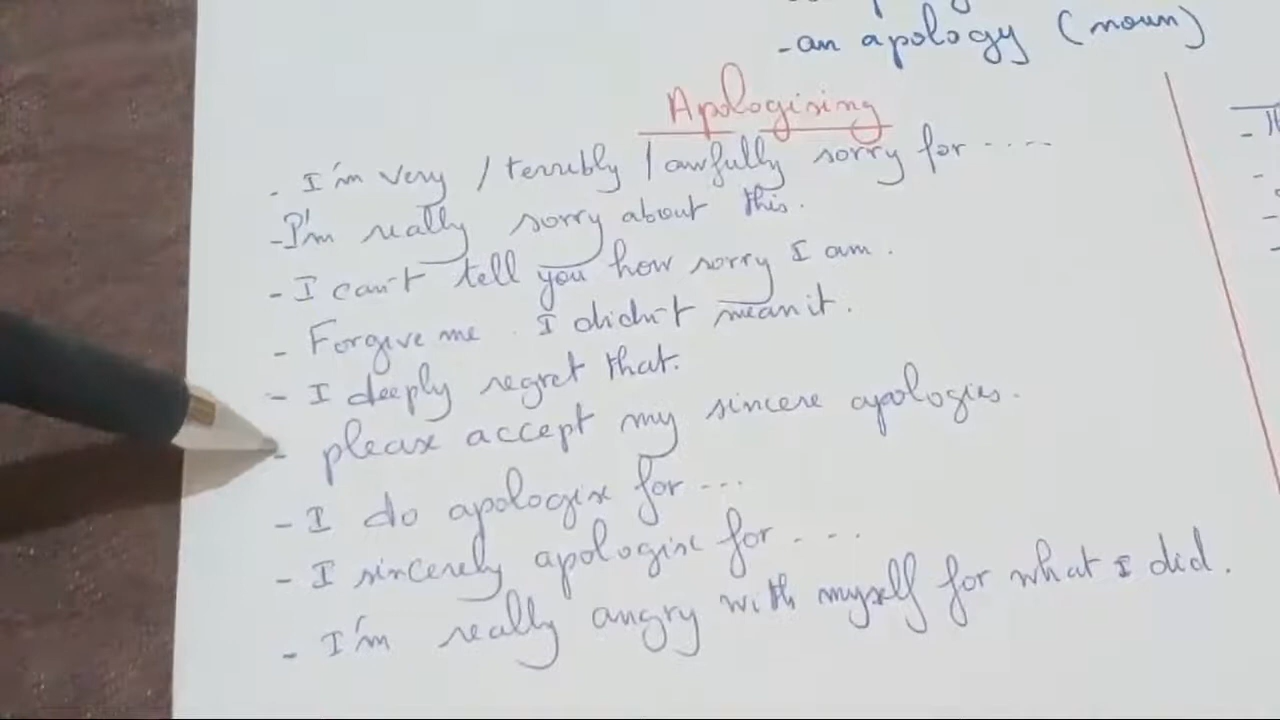 - an apology (noun)
Apologising
- I'm very / terribly / awfully sorry for ....
- I'm really sorry about this.
- I can't tell you how sorry I am.
- Forgive me. I didn't mean it.
- I deeply regret that.
- please accept my sincere apologies.
- I do apologise for ...
- I sincerely apologise for ....
- I'm really angry with myself for what I did.